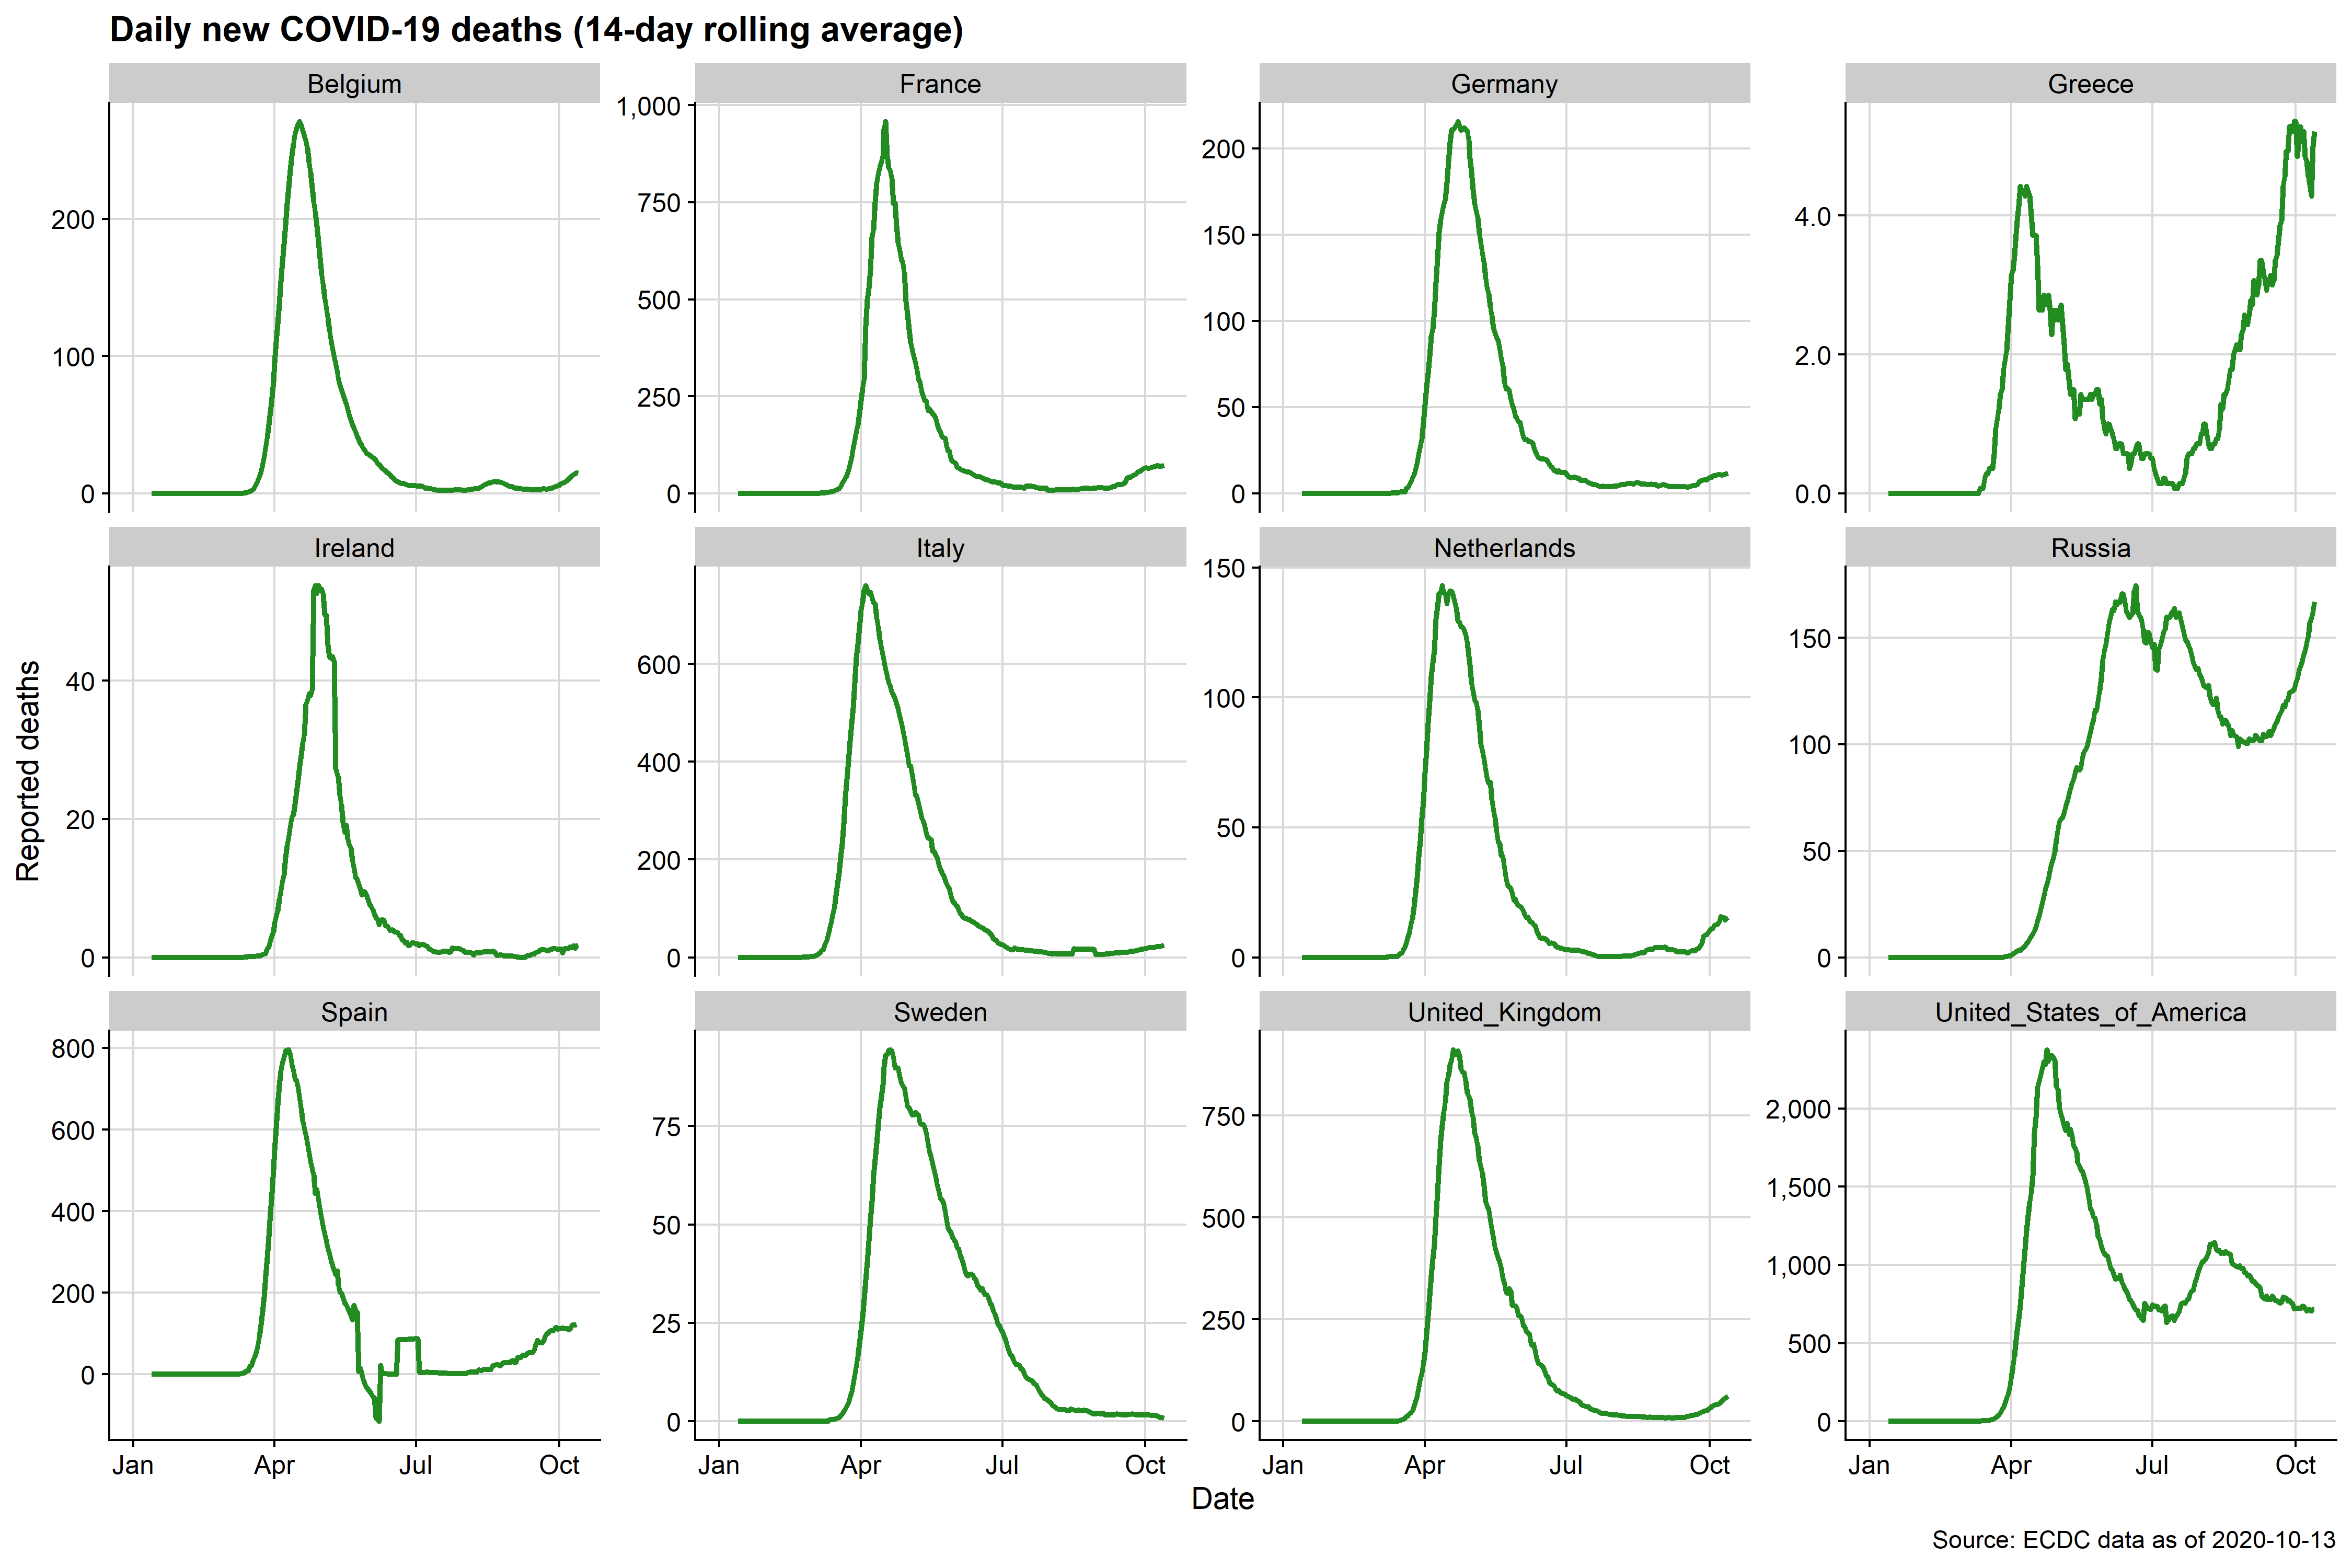 Daily new COVID-19 deaths (14-day rolling average)
Belgium
France
Germany
Greece
200
100
0
1,000
750
500
250
0
200
150
100
50
0
4.0
2.0
0.0
Ireland
Italy
Netherlands
Russia
40
20
0
600
400
200
0
150
100
50
0
150
100
50
0
Reported deaths
Spain
Sweden
United_Kingdom
United_States_of_America
800
600
400
200
0
75
50
25
0
750
500
250
0
2,000
1,500
1,000
500
0
Jan Apr Jul Oct
Jan Apr Jul Oct
Jan Apr Jul Oct
Jan Apr Jul Oct
Date
Source: ECDC data as of 2020-10-13